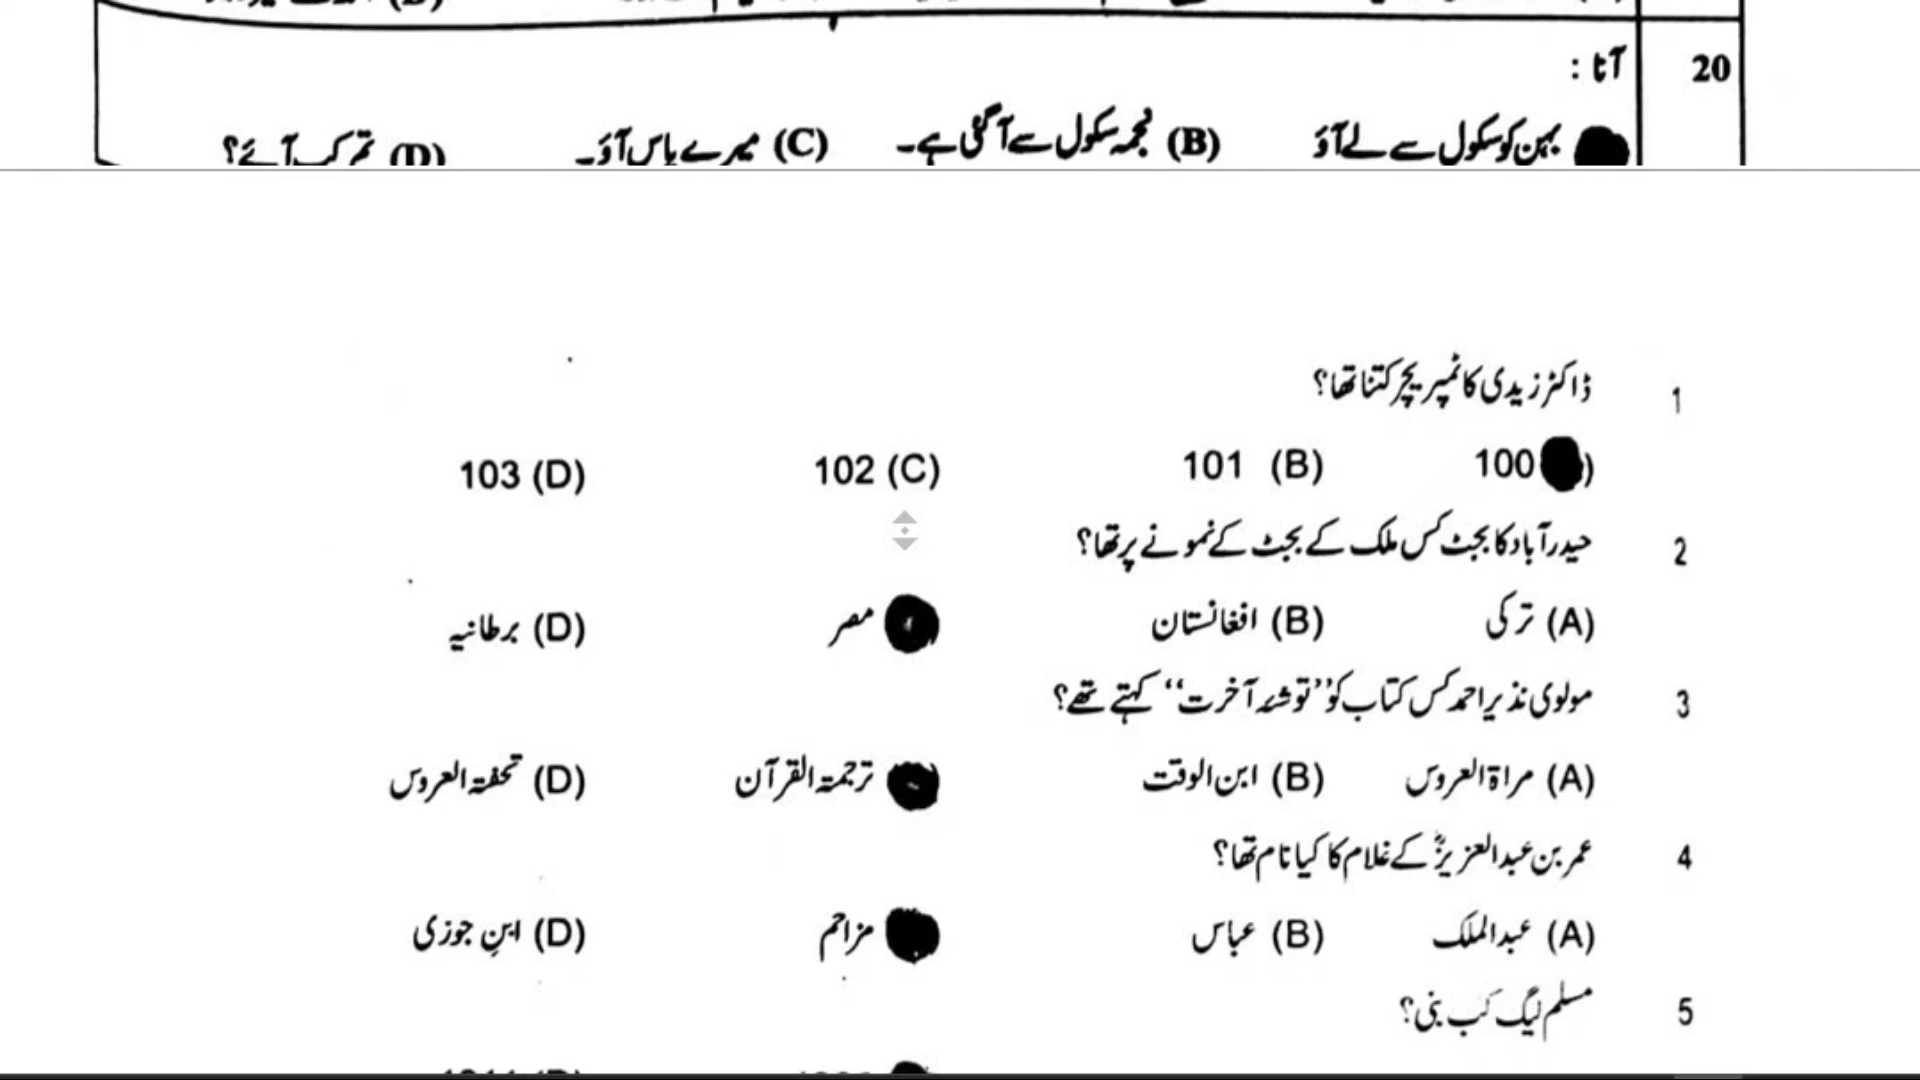 20 آنا :
بہن کو سکول سے لے آؤ (B) نجمہ سکول سے آگئی ہے۔ (C) میرے پاس آؤ۔ (D) تم کب آئے؟
1 ڈاکٹر زیدی کا ٹمپریچر کتنا تھا؟
100 (B) 101 (C) 102 (D) 103
2 حیدرآباد کا بجٹ کس ملک کے بجٹ کے نمونے پر تھا؟
(A) ترکی (B) افغانستان مصر (D) برطانیہ
3 مولوی نذیر احمد کس کتاب کو ’’توشۂ آخرت‘‘ کہتے تھے؟
(A) مراۃ العروس (B) ابن الوقت ترجمۃ القرآن (D) تحفۃ العروس
4 عمر بن عبدالعزیزؒ کے غلام کا کیا نام تھا؟
(A) عبدالملک (B) عباس مزاحم (D) ابنِ جوزی
5 مسلم لیگ کب بنی؟